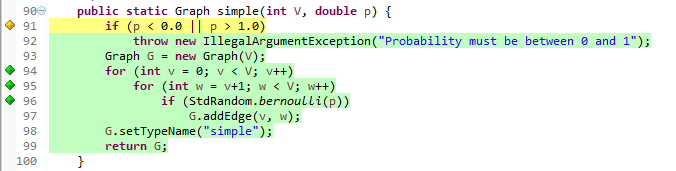 90 public static Graph simple(int V, double p) {
91 if (p < 0.0 || p > 1.0)
92 throw new IllegalArgumentException("Probability must be between 0 and 1");
93 Graph G = new Graph(V);
94 for (int v = 0; v < V; v++)
95 for (int w = v+1; w < V; w++)
96 if (StdRandom.bernoulli(p))
97 G.addEdge(v, w);
98 G.setTypeName("simple");
99 return G;
100 }